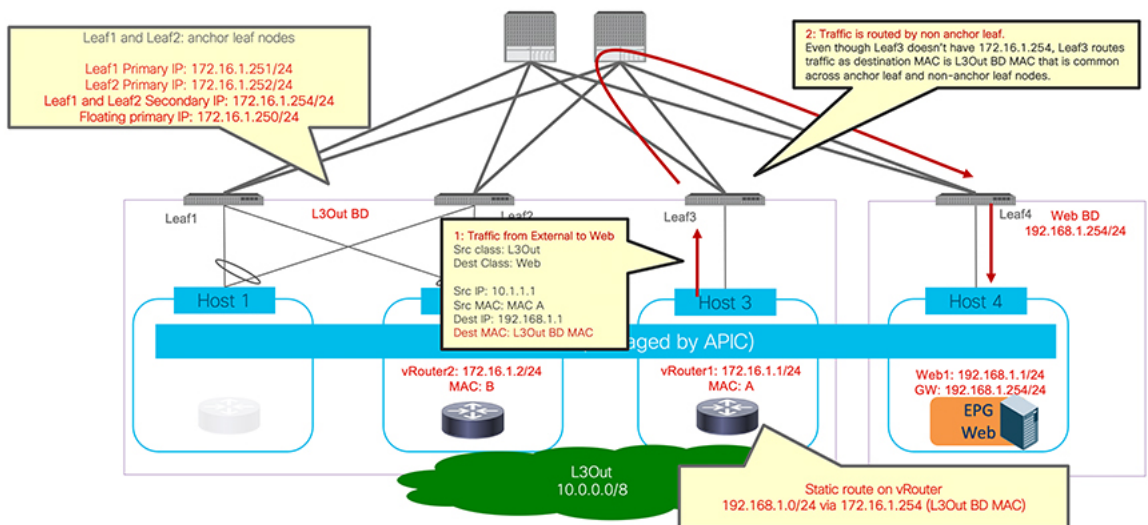 Leaf1 and Leaf2: anchor leaf nodes
Leaf1 Primary IP: 172.16.1.251/24
Leaf2 Primary IP: 172.16.1.252/24
Leaf1 and Leaf2 Secondary IP: 172.16.1.254/24
Floating primary IP: 172.16.1.250/24
2: Traffic is routed by non anchor leaf.
Even though Leaf3 doesn't have 172.16.1.254, Leaf3 routes
traffic as destination MAC is L3Out BD MAC that is common
across anchor leaf and non-anchor leaf nodes.
Leaf1
L3Out BD
Leaf2
Leaf3
Leaf4
Web BD
192.168.1.254/24
1: Traffic from External to Web
Src class: L3Out
Dest Class: Web
Src IP: 10.1.1.1
Src MAC: MAC A
Dest IP: 192.168.1.1
Dest MAC: L3Out BD MAC
Host 1
Host 3
Host 4
aged by APIC)
vRouter2: 172.16.1.2/24
MAC: B
vRouter1: 172.16.1.1/24
MAC: A
Web1: 192.168.1.1/24
GW: 192.168.1.254/24
EPG
Web
L3Out
10.0.0.0/8
Static route on vRouter
192.168.1.0/24 via 172.16.1.254 (L3Out BD MAC)